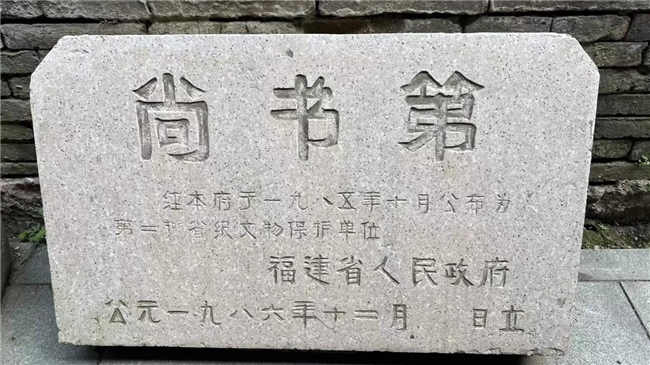 尚书第
经本府于一九八五年十月公布为
第二批省级文物保护单位
福建省人民政府
公元一九八六年十二月 日立